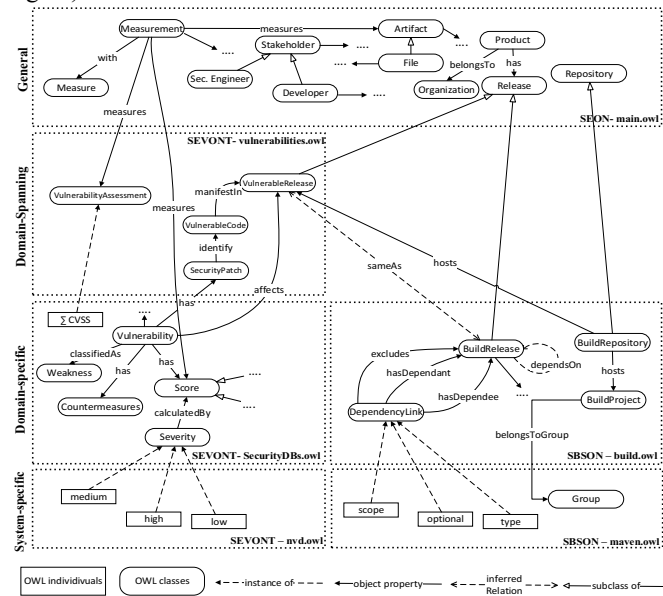 General
Measurement
measures
Artifact
....
Stakeholder
....
....
with
Measure
measures
Sec. Engineer
File
Developer
....
Product
belongsTo
has
Organization
Release
Repository
SEON- main.owl
Domain-Spanning
SEVONT- vulnerabilities.owl
VulnerabilityAssessment
measures
manifestIn
VulnerableRelease
VulnerableCode
identify
SecurityPatch
∑ CVSS
has
affects
sameAs
hosts
Domain-specific
....
Vulnerability
classifiedAs
Weakness
has
has
Countermeasures
Score
....
....
calculatedBy
Severity
SEVONT- SecurityDBs.owl
excludes
BuildRelease
dependsOn
hasDependant
....
hasDependee
DependencyLink
BuildRepository
hosts
BuildProject
belongsToGroup
SBSON – build.owl
System-specific
medium
high
low
SEVONT – nvd.owl
scope
optional
type
Group
SBSON – maven.owl
OWL individivuals
OWL classes
instance of
object property
inferred
Relation
subclass of